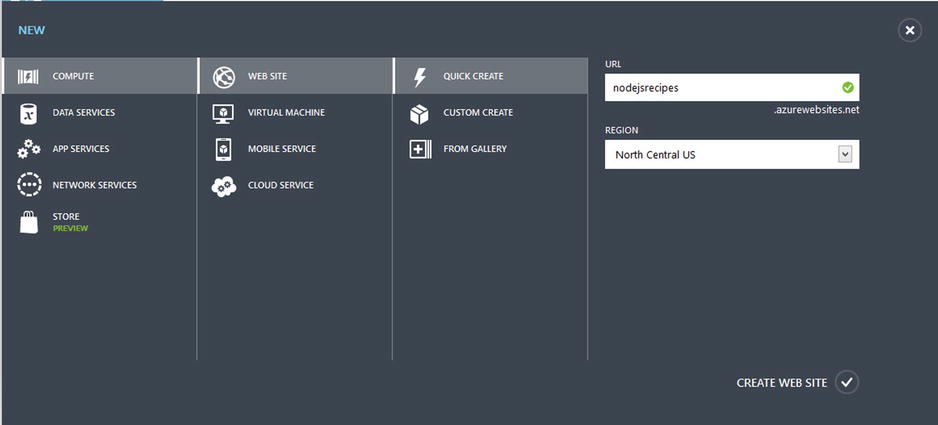 NEW
COMPUTE
DATA SERVICES
APP SERVICES
NETWORK SERVICES
STORE
PREVIEW
WEB SITE
VIRTUAL MACHINE
MOBILE SERVICE
CLOUD SERVICE
QUICK CREATE
CUSTOM CREATE
FROM GALLERY
URL
nodejsrecipes
.azurewebsites.net
REGION
North Central US
CREATE WEB SITE